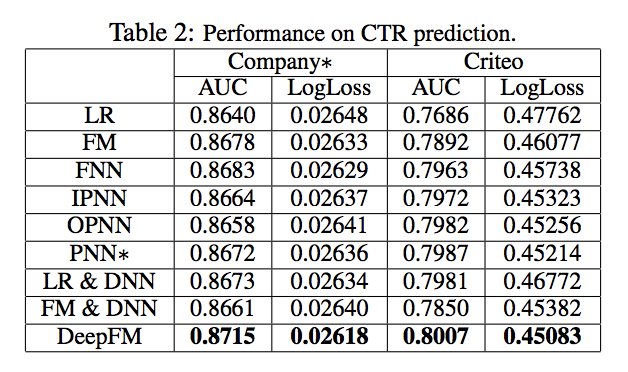 Table 2: Performance on CTR prediction.
Company∗ Criteo
AUC LogLoss AUC LogLoss
LR 0.8640 0.02648 0.7686 0.47762
FM 0.8678 0.02633 0.7892 0.46077
FNN 0.8683 0.02629 0.7963 0.45738
IPNN 0.8664 0.02637 0.7972 0.45323
OPNN 0.8658 0.02641 0.7982 0.45256
PNN∗ 0.8672 0.02636 0.7987 0.45214
LR & DNN 0.8673 0.02634 0.7981 0.46772
FM & DNN 0.8661 0.02640 0.7850 0.45382
DeepFM 0.8715 0.02618 0.8007 0.45083